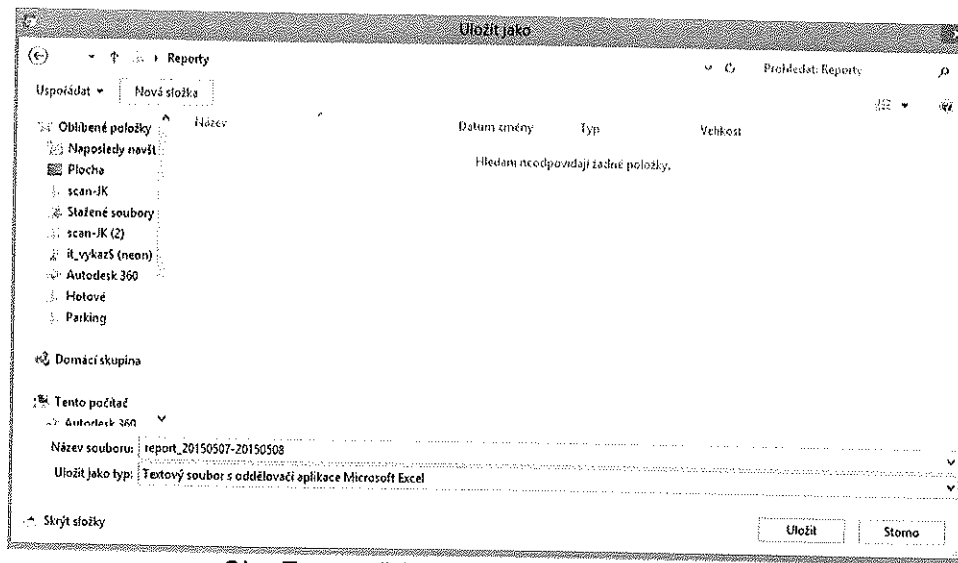 Uložit jako
Reporty
Prohledat: Reporty
Uspořádat
Nová složka
Název
Datum změny
Typ
Velikost
Hledání neodpovídají žádné položky.
Oblíbené položky
Naposledy navšt
Plocha
scan-JK
Stažené soubory
scan-JK (2)
it_vykazS (neon)
Autodesk 360
Hotové
Parking
Domácí skupina
Tento počítač
Autodesk 360
Název souboru: report_20150507-20150508
Uložit jako typ: Textový soubor s oddělovači aplikace Microsoft Excel
Skrýt složky
Uložit
Storno